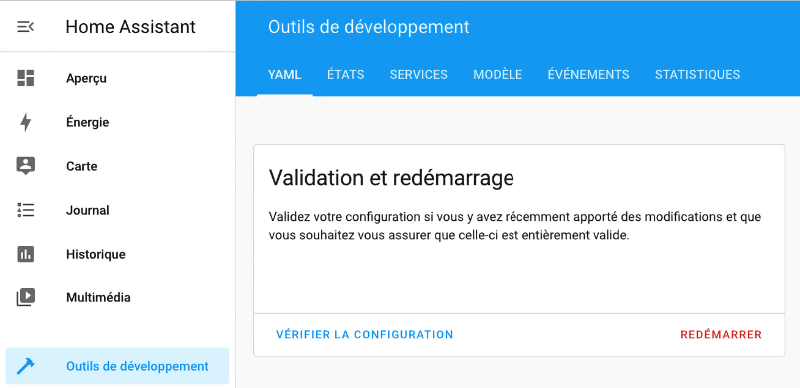 Home Assistant
Aperçu
Énergie
Carte
Journal
Historique
Multimédia
Outils de développement
Outils de développement
YAML ÉTATS SERVICES MODÈLE ÉVÉNEMENTS STATISTIQUES
Validation et redémarrage
Validez votre configuration si vous y avez récemment apporté des modifications et que
vous souhaitez vous assurer que celle-ci est entièrement valide.
VÉRIFIER LA CONFIGURATION REDÉMARRER